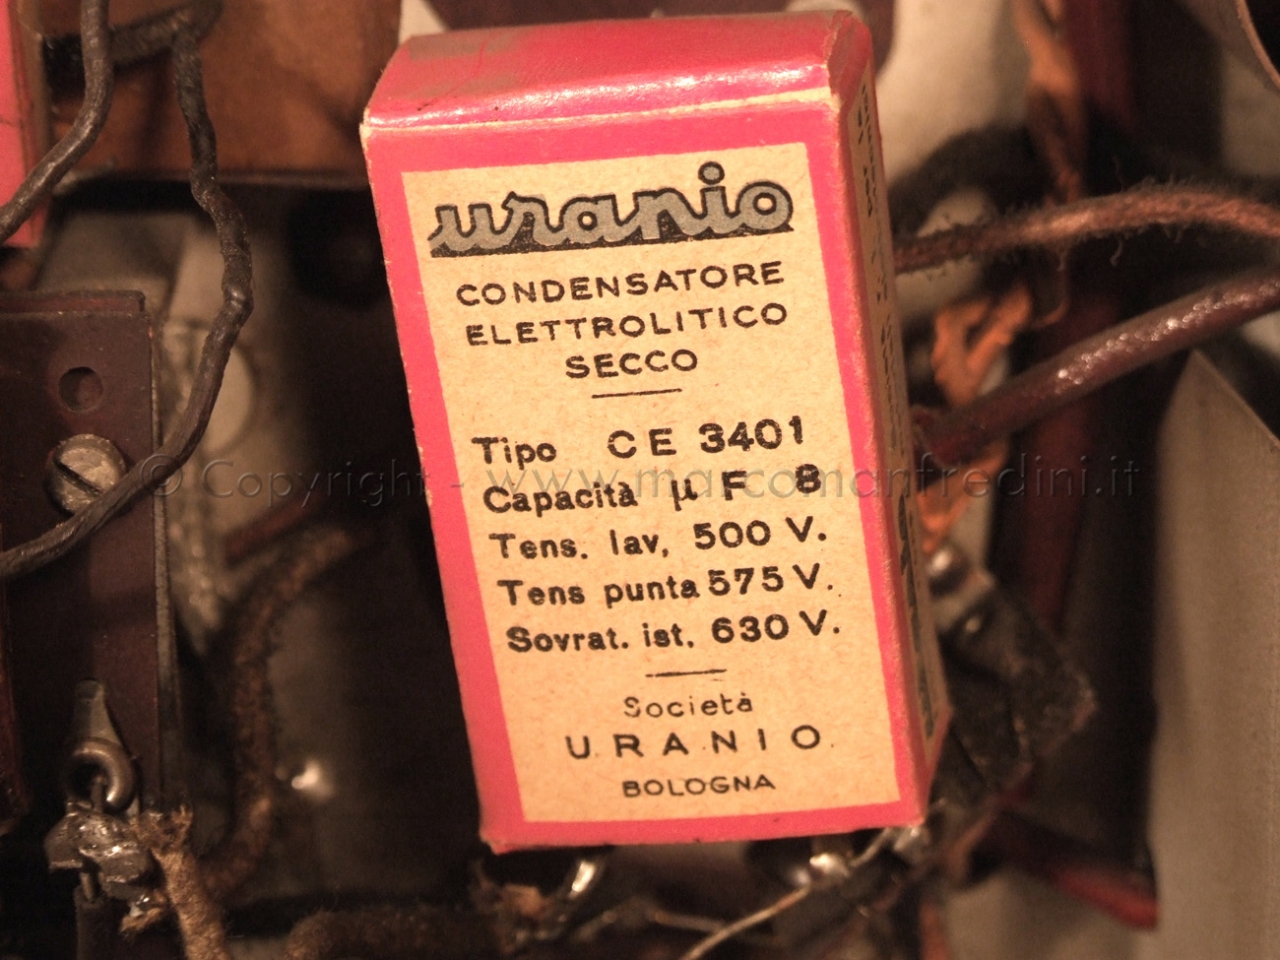 uranio
CONDENSATORE
ELETTROLITICO
SECCO
Tipo CE 3401
Capacità µF 8
Tens. lav. 500 V.
Tens punta 575 V.
Sovrat. ist. 630 V.
Società
URANIO
BOLOGNA
© Copyright - www.marcomanfredini.it